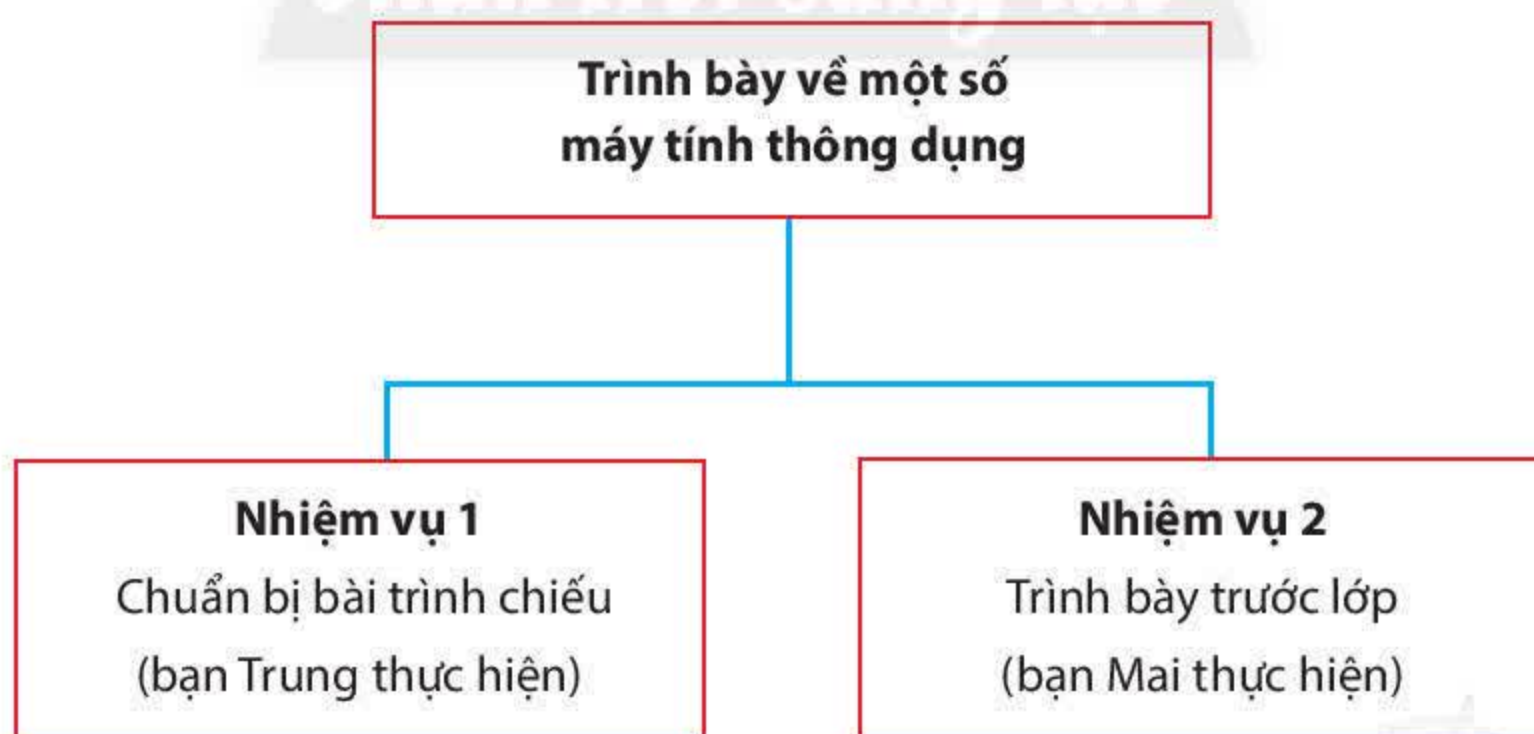 Trình bày về một số
máy tính thông dụng
Nhiệm vụ 1
Chuẩn bị bài trình chiếu
(bạn Trung thực hiện)
Nhiệm vụ 2
Trình bày trước lớp
(bạn Mai thực hiện)